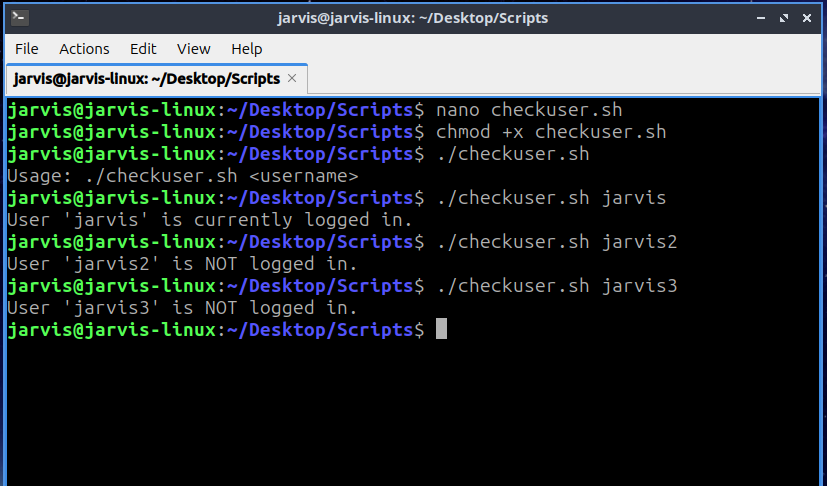 jarvis@jarvis-linux: ~/Desktop/Scripts
File Actions Edit View Help
jarvis@jarvis-linux: ~/Desktop/Scripts
jarvis@jarvis-linux:~/Desktop/Scripts$ nano checkuser.sh
jarvis@jarvis-linux:~/Desktop/Scripts$ chmod +x checkuser.sh
jarvis@jarvis-linux:~/Desktop/Scripts$ ./checkuser.sh
Usage: ./checkuser.sh <username>
jarvis@jarvis-linux:~/Desktop/Scripts$ ./checkuser.sh jarvis
User 'jarvis' is currently logged in.
jarvis@jarvis-linux:~/Desktop/Scripts$ ./checkuser.sh jarvis2
User 'jarvis2' is NOT logged in.
jarvis@jarvis-linux:~/Desktop/Scripts$ ./checkuser.sh jarvis3
User 'jarvis3' is NOT logged in.
jarvis@jarvis-linux:~/Desktop/Scripts$